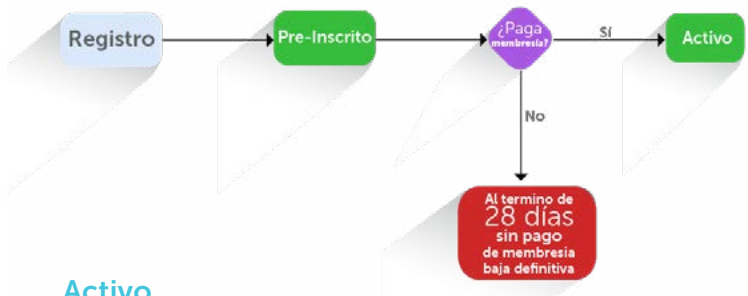 Registro
Pre-Inscrito
¿Paga
membresía?
Sí
Activo
No
Al termino de
28 días
sin pago
de membresia
baja definitiva
Activo